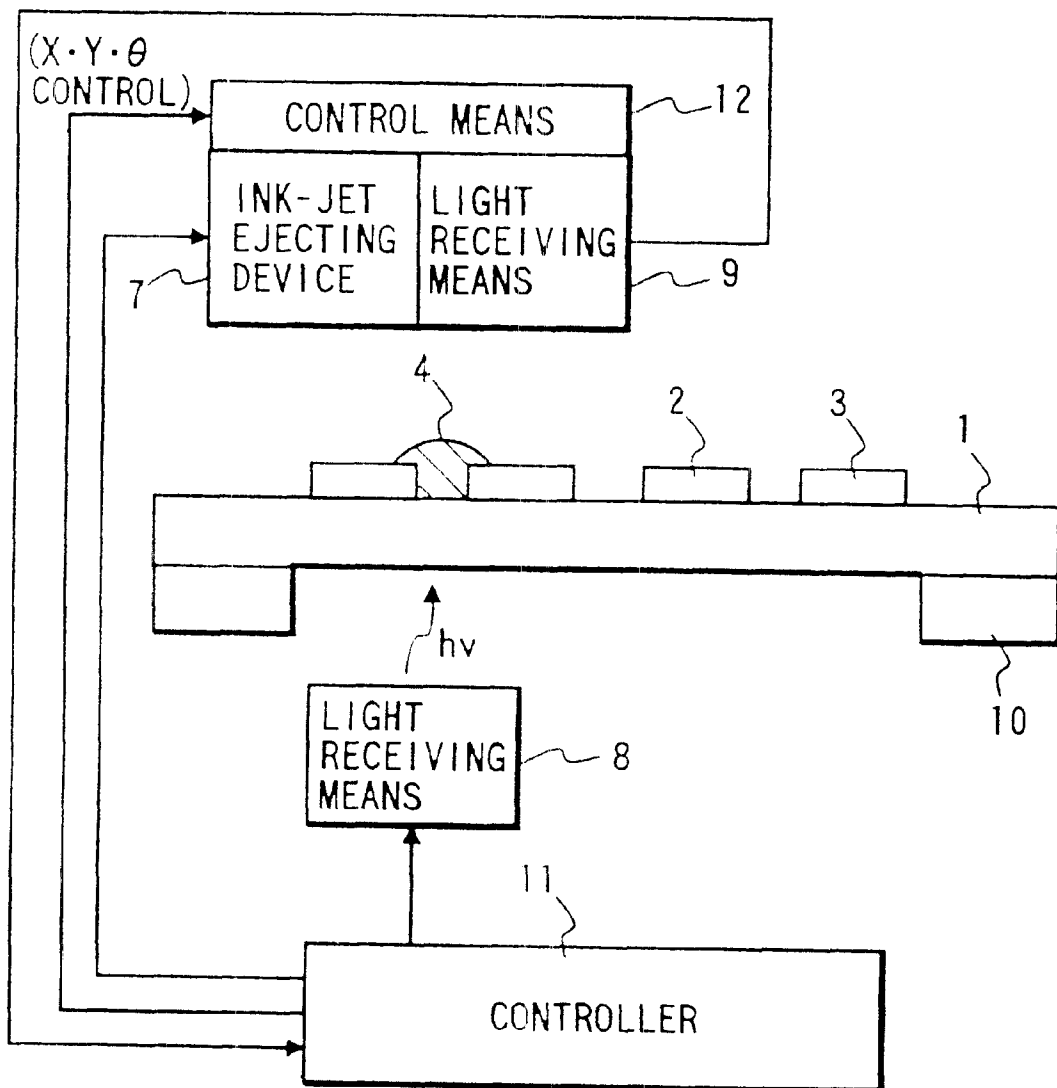 (X·Y·θ
CONTROL)
12
CONTROL MEANS
INK-JET
EJECTING
DEVICE
LIGHT
RECEIVING
MEANS
7
9
4
2
3
1
hv
10
LIGHT
RECEIVING
MEANS
8
11
CONTROLLER